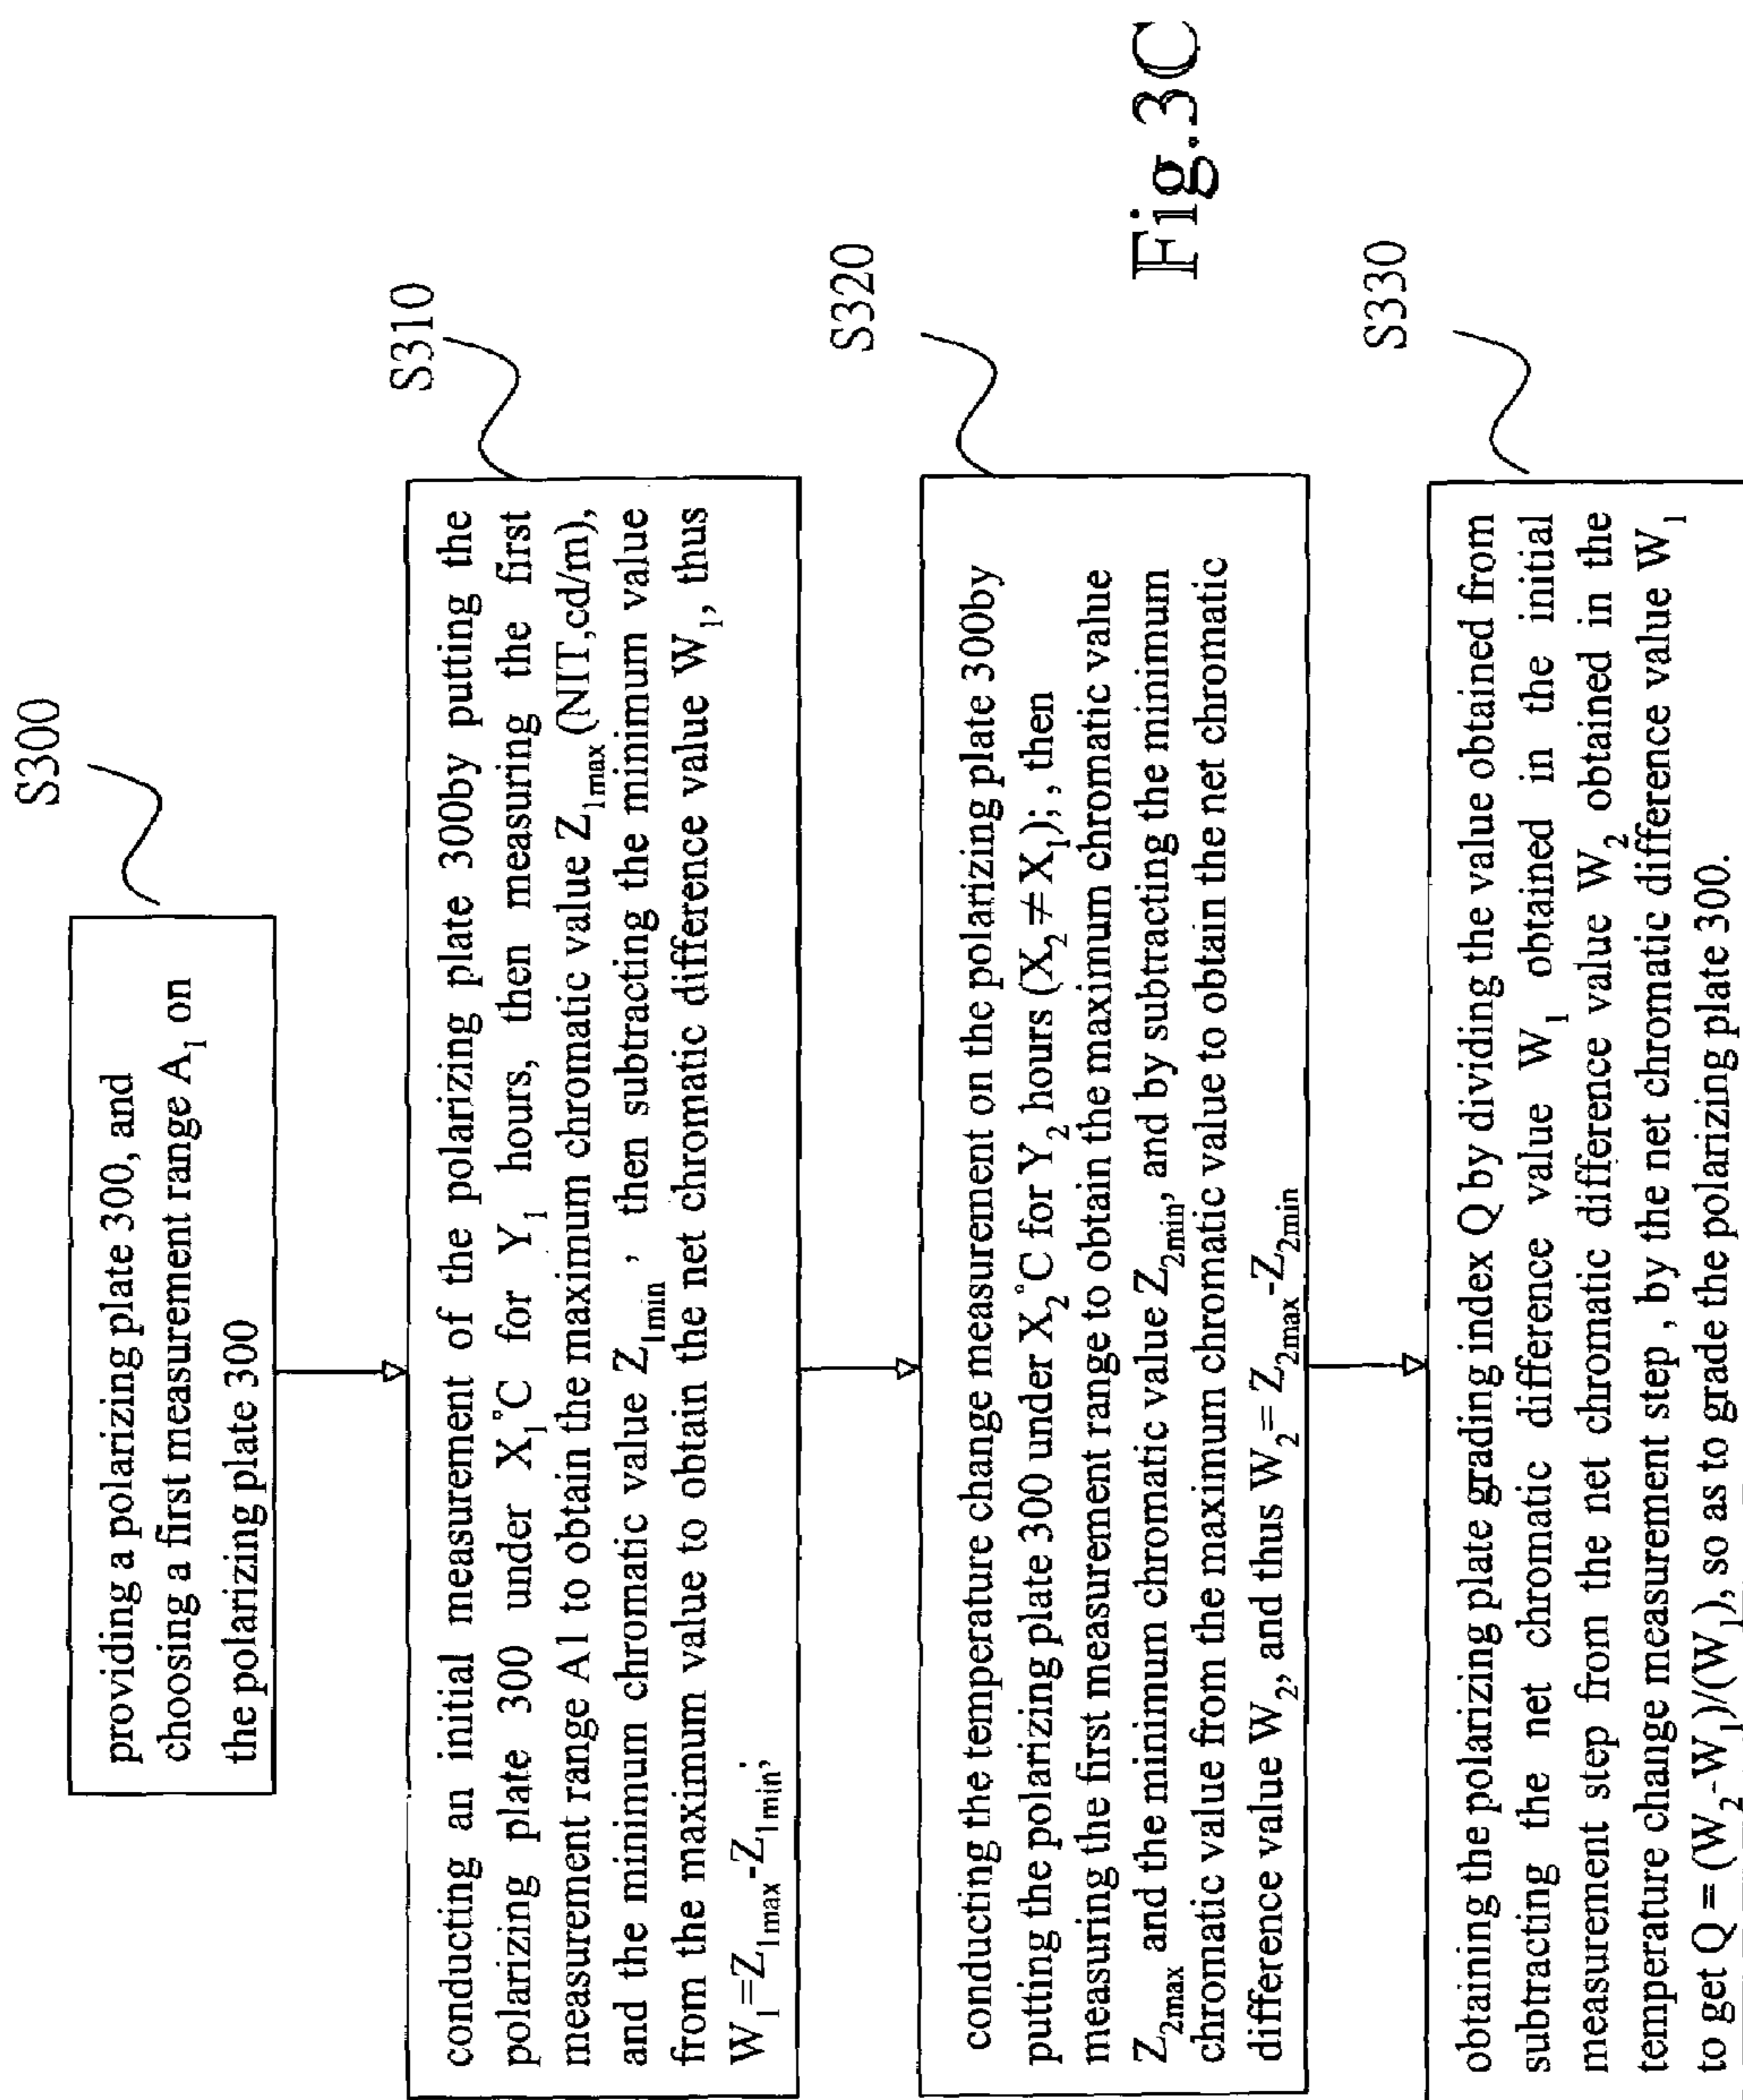 S300
providing a polarizing plate 300, and
choosing a first measurement range A₁ on
the polarizing plate 300
S310
conducting an initial measurement of the polarizing plate 300by putting the
polarizing plate 300 under X₁°C for Y₁ hours, then measuring the first
measurement range A1 to obtain the maximum chromatic value Z₁max (NIT,cd/m),
and the minimum chromatic value Z₁min , then subtracting the minimum value
from the maximum value to obtain the net chromatic difference value W₁, thus
W₁=Z₁max-Z₁min;
S320
conducting the temperature change measurement on the polarizing plate 300by
putting the polarizing plate 300 under X₂°C for Y₂ hours (X₂≠X₁); , then
measuring the first measurement range to obtain the maximum chromatic value
Z₂max and the minimum chromatic value Z₂min, and by subtracting the minimum
chromatic value from the maximum chromatic value to obtain the net chromatic
difference value W₂, and thus W₂= Z₂max-Z₂min
Fig.3C
S330
obtaining the polarizing plate grading index Q by dividing the value obtained from
subtracting the net chromatic difference value W₁ obtained in the initial
measurement step from the net chromatic difference value W₂ obtained in the
temperature change measurement step , by the net chromatic difference value W₁
to get Q = (W₂-W₁)/(W₁), so as to grade the polarizing plate 300.